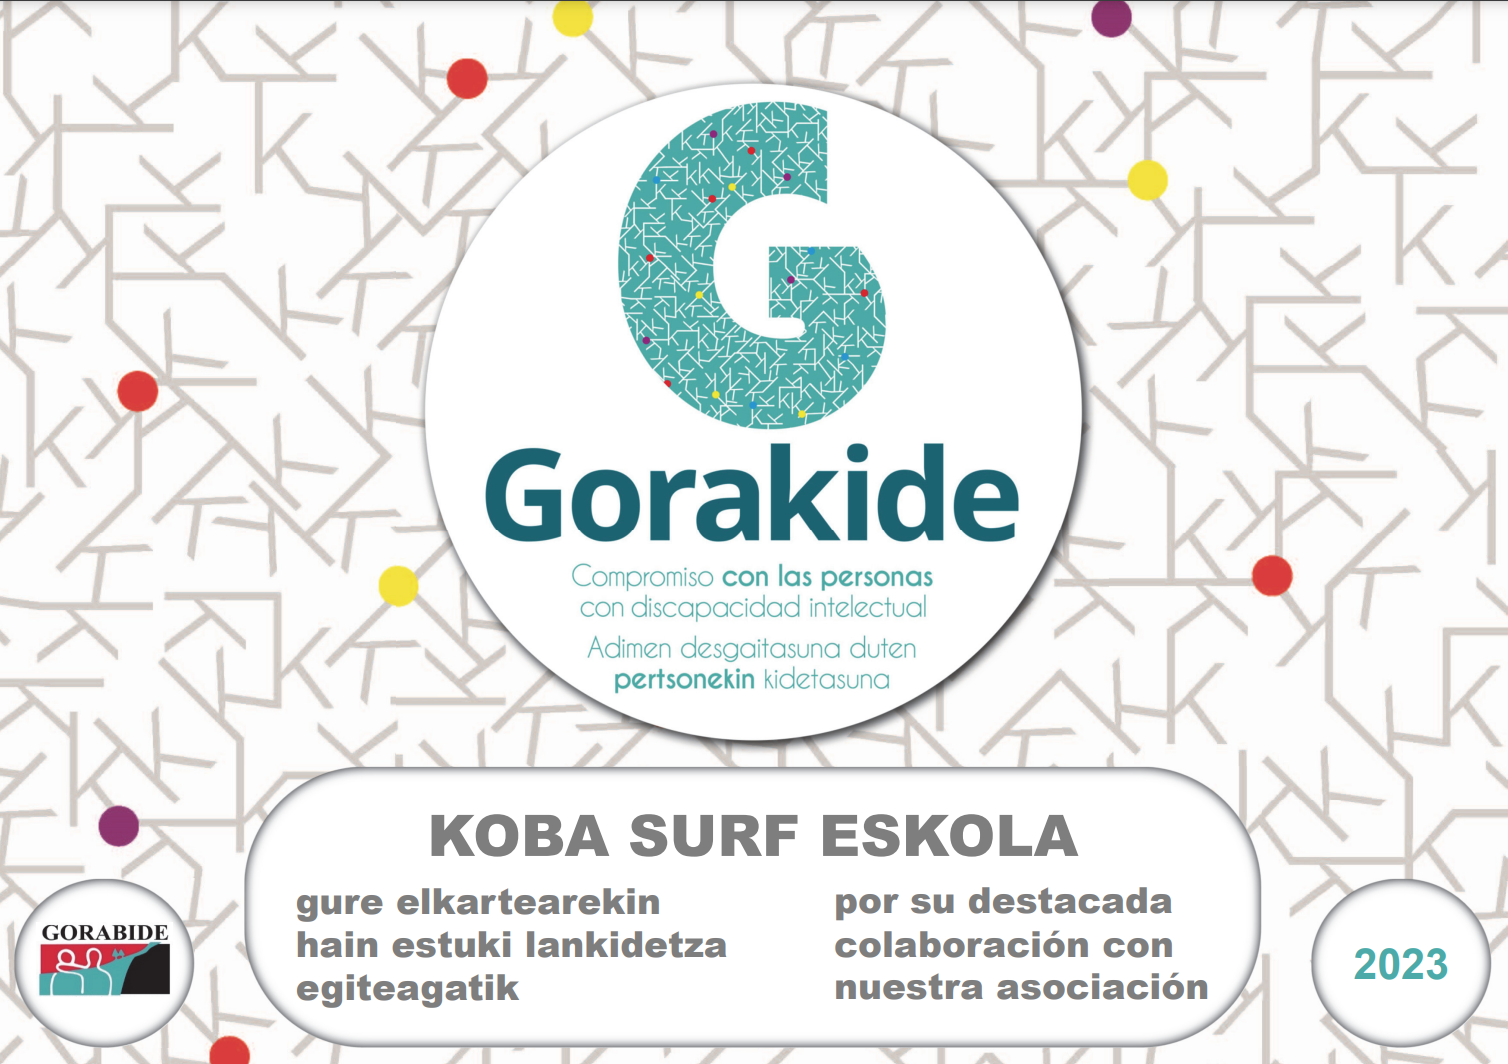 Gorakide
Compromiso con las personas
con discapacidad intelectual
Adimen desgaitasuna duten
pertsonekin kidetasuna
KOBA SURF ESKOLA
gure elkartearekin
hain estuki lankidetza
egiteagatik
por su destacada
colaboración con
nuestra asociación
GORABIDE
2023